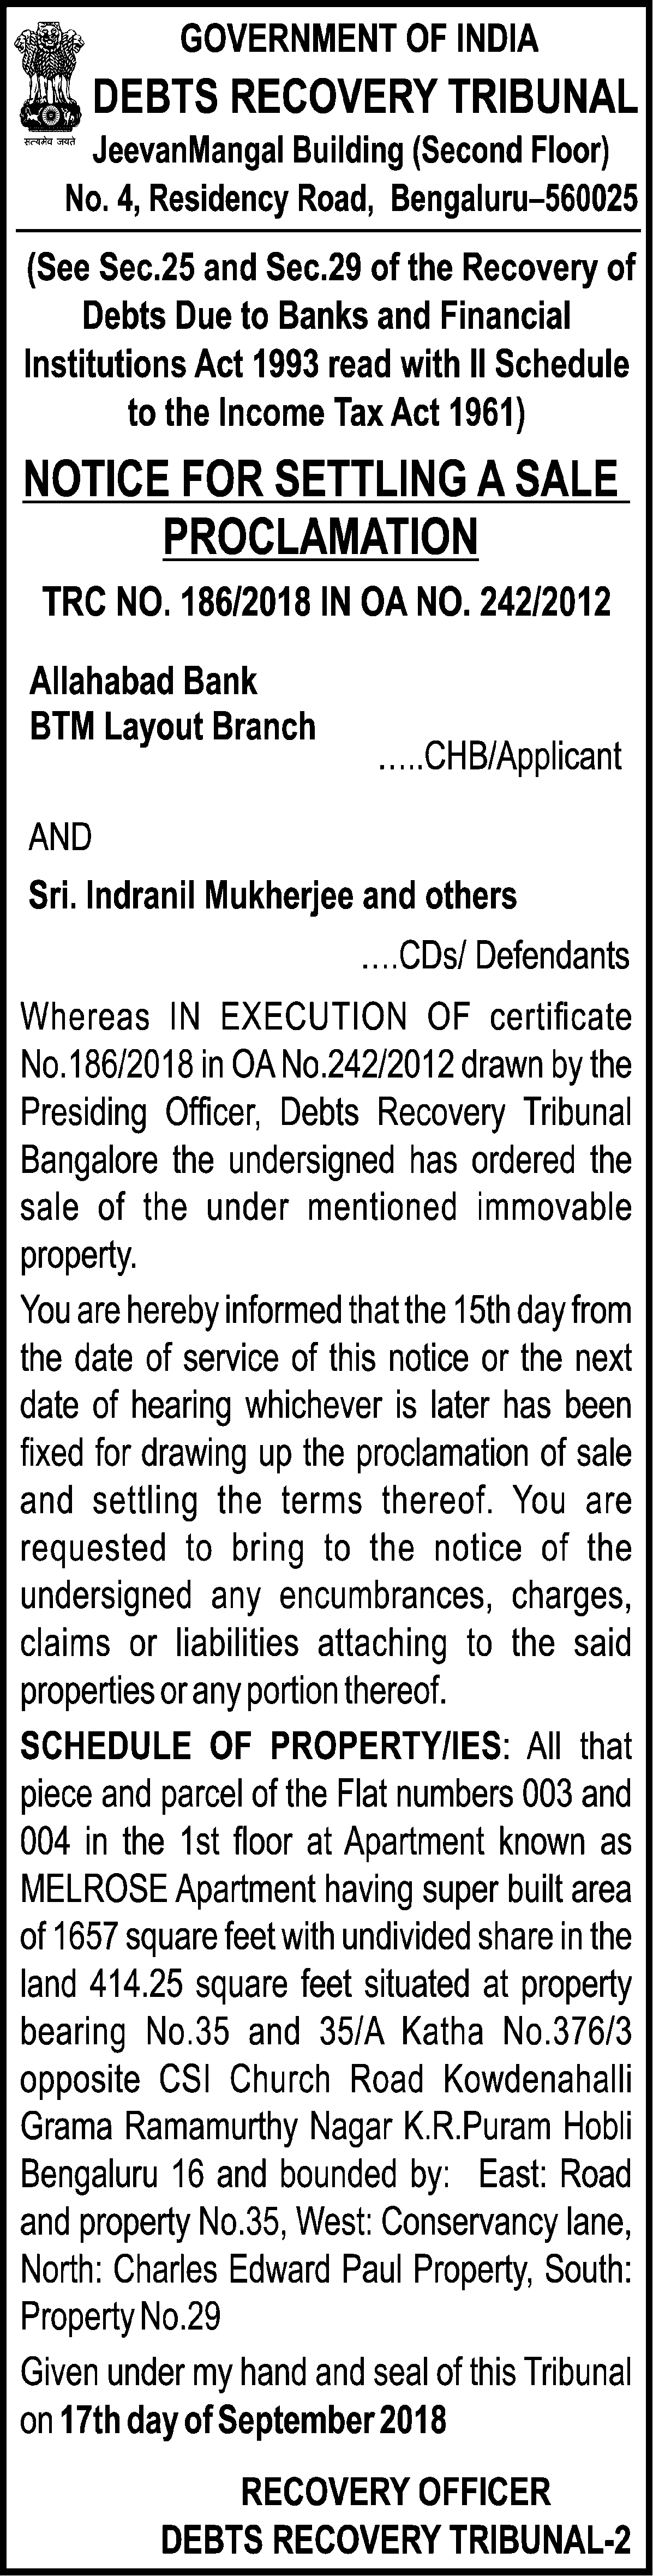 GOVERNMENT OF INDIA
DEBTS RECOVERY TRIBUNAL
सत्यमेव जयते
JeevanMangal Building (Second Floor)
No. 4, Residency Road, Bengaluru–560025
(See Sec.25 and Sec.29 of the Recovery of
Debts Due to Banks and Financial
Institutions Act 1993 read with II Schedule
to the Income Tax Act 1961)
NOTICE FOR SETTLING A SALE
PROCLAMATION
TRC NO. 186/2018 IN OA NO. 242/2012
Allahabad Bank
BTM Layout Branch
.....CHB/Applicant
AND
Sri. Indranil Mukherjee and others
....CDs/ Defendants
Whereas IN EXECUTION OF certificate
No.186/2018 in OA No.242/2012 drawn by the
Presiding Officer, Debts Recovery Tribunal
Bangalore the undersigned has ordered the
sale of the under mentioned immovable
property.
You are hereby informed that the 15th day from
the date of service of this notice or the next
date of hearing whichever is later has been
fixed for drawing up the proclamation of sale
and settling the terms thereof. You are
requested to bring to the notice of the
undersigned any encumbrances, charges,
claims or liabilities attaching to the said
properties or any portion thereof.
SCHEDULE OF PROPERTY/IES: All that
piece and parcel of the Flat numbers 003 and
004 in the 1st floor at Apartment known as
MELROSE Apartment having super built area
of 1657 square feet with undivided share in the
land 414.25 square feet situated at property
bearing No.35 and 35/A Katha No.376/3
opposite CSI Church Road Kowdenahalli
Grama Ramamurthy Nagar K.R.Puram Hobli
Bengaluru 16 and bounded by: East: Road
and property No.35, West: Conservancy lane,
North: Charles Edward Paul Property, South:
Property No.29
Given under my hand and seal of this Tribunal
on 17th day of September 2018
RECOVERY OFFICER
DEBTS RECOVERY TRIBUNAL-2